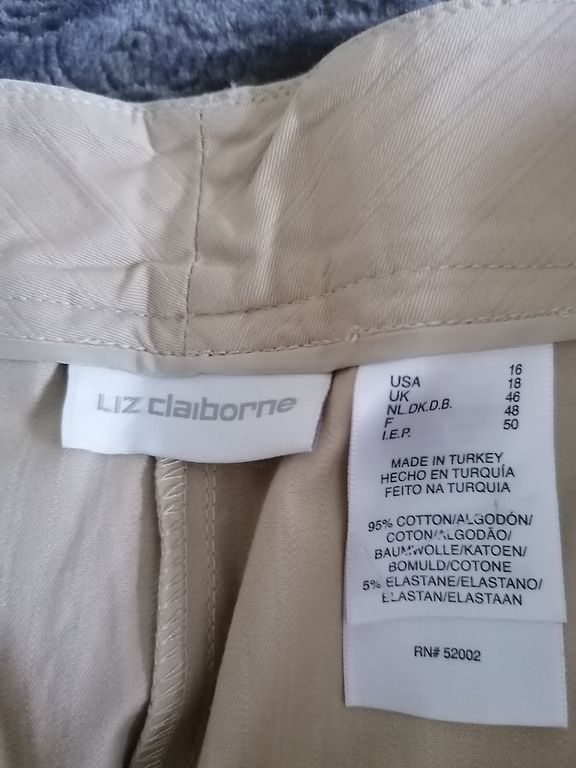 LIZ claiborne
USA 16
UK 18
NL.DK.D.B. 46
F 48
I.E.P. 50
MADE IN TURKEY
HECHO EN TURQUÍA
FEITO NA TURQUIA
95% COTTON/ALGODÓN/
COTON/ALGODÃO/
BAUMWOLLE/KATOEN/
BOMULD/COTONE
5% ELASTANE/ELASTANO/
ELASTAN/ELASTAAN
RN# 52002